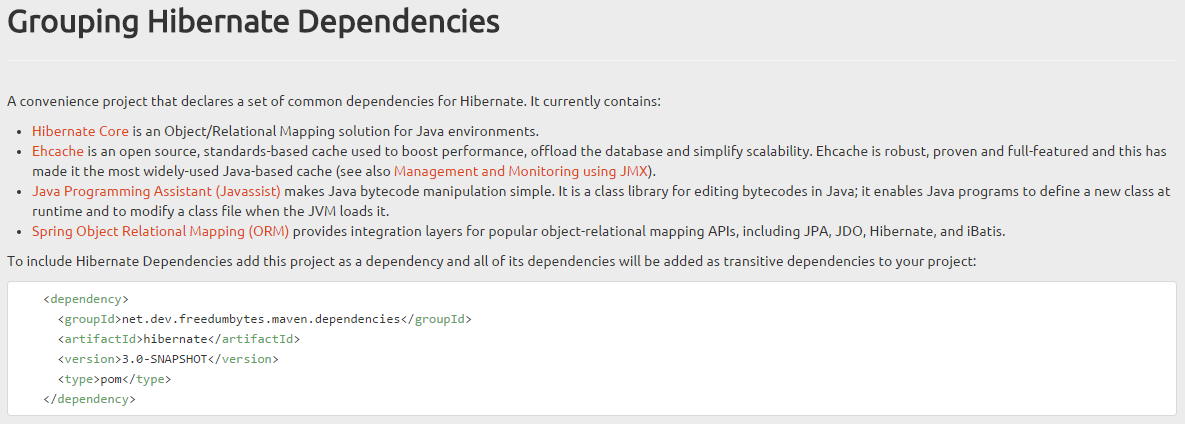 Grouping Hibernate Dependencies
A convenience project that declares a set of common dependencies for Hibernate. It currently contains:
• Hibernate Core is an Object/Relational Mapping solution for Java environments.
• Ehcache is an open source, standards-based cache used to boost performance, offload the database and simplify scalability. Ehcache is robust, proven and full-featured and this has
made it the most widely-used Java-based cache (see also Management and Monitoring using JMX).
• Java Programming Assistant (Javassist) makes Java bytecode manipulation simple. It is a class library for editing bytecodes in Java; it enables Java programs to define a new class at
runtime and to modify a class file when the JVM loads it.
• Spring Object Relational Mapping (ORM) provides integration layers for popular object-relational mapping APIs, including JPA, JDO, Hibernate, and iBatis.
To include Hibernate Dependencies add this project as a dependency and all of its dependencies will be added as transitive dependencies to your project:
<dependency>
<groupId>net.dev.freedumbytes.maven.dependencies</groupId>
<artifactId>hibernate</artifactId>
<version>3.0-SNAPSHOT</version>
<type>pom</type>
</dependency>